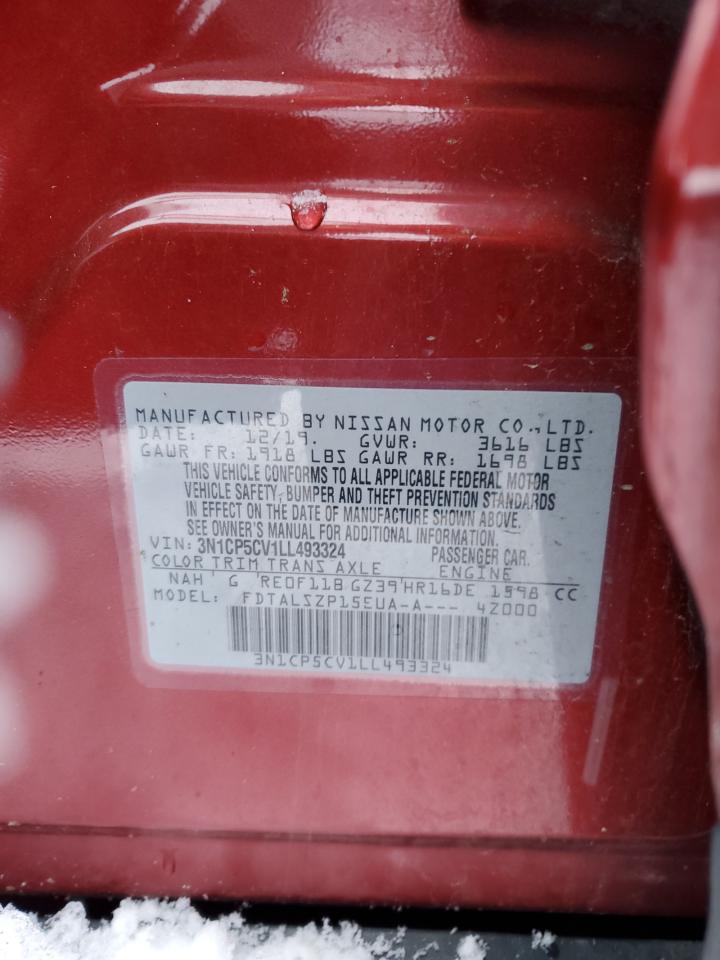 MANUFACTURED BY NISSAN MOTOR CO., LTD.
DATE: 12/19. GVWR: 3616 LBS
GAWR FR: 1918 LBS GAWR RR: 1698 LBS
THIS VEHICLE CONFORMS TO ALL APPLICABLE FEDERAL MOTOR
VEHICLE SAFETY, BUMPER AND THEFT PREVENTION STANDARDS
IN EFFECT ON THE DATE OF MANUFACTURE SHOWN ABOVE.
SEE OWNER'S MANUAL FOR ADDITIONAL INFORMATION.
VIN: 3N1CP5CV1LL493324 PASSENGER CAR.
COLOR TRIM TRANS AXLE ENGINE
NAH G RE0F11B GZ39 HR16DE 1598 CC
MODEL: FDTALSZP15EUA-A--- 4Z000
3N1CP5CV1LL493324